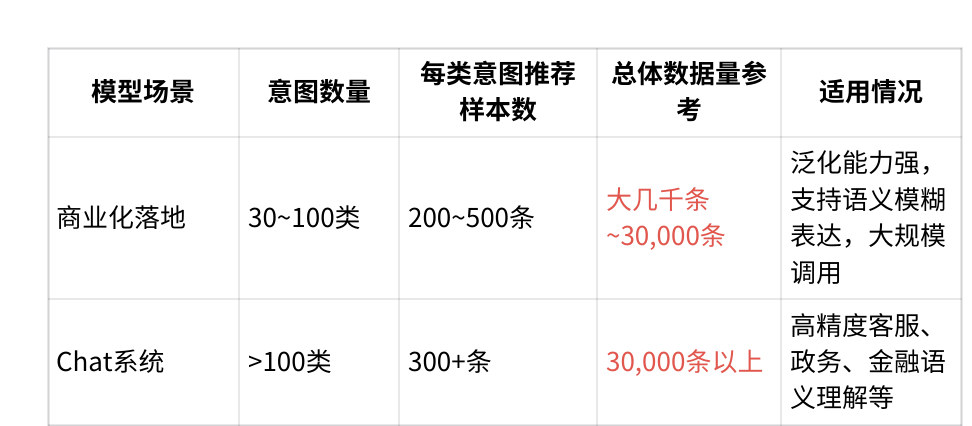 模型场景
意图数量
每类意图推荐
样本数
总体数据量参
考
适用情况
商业化落地
30~100类
200~500条
大几千条
~30,000条
泛化能力强，
支持语义模糊
表达，大规模
调用
Chat系统
>100类
300+条
30,000条以上
高精度客服、
政务、金融语
义理解等